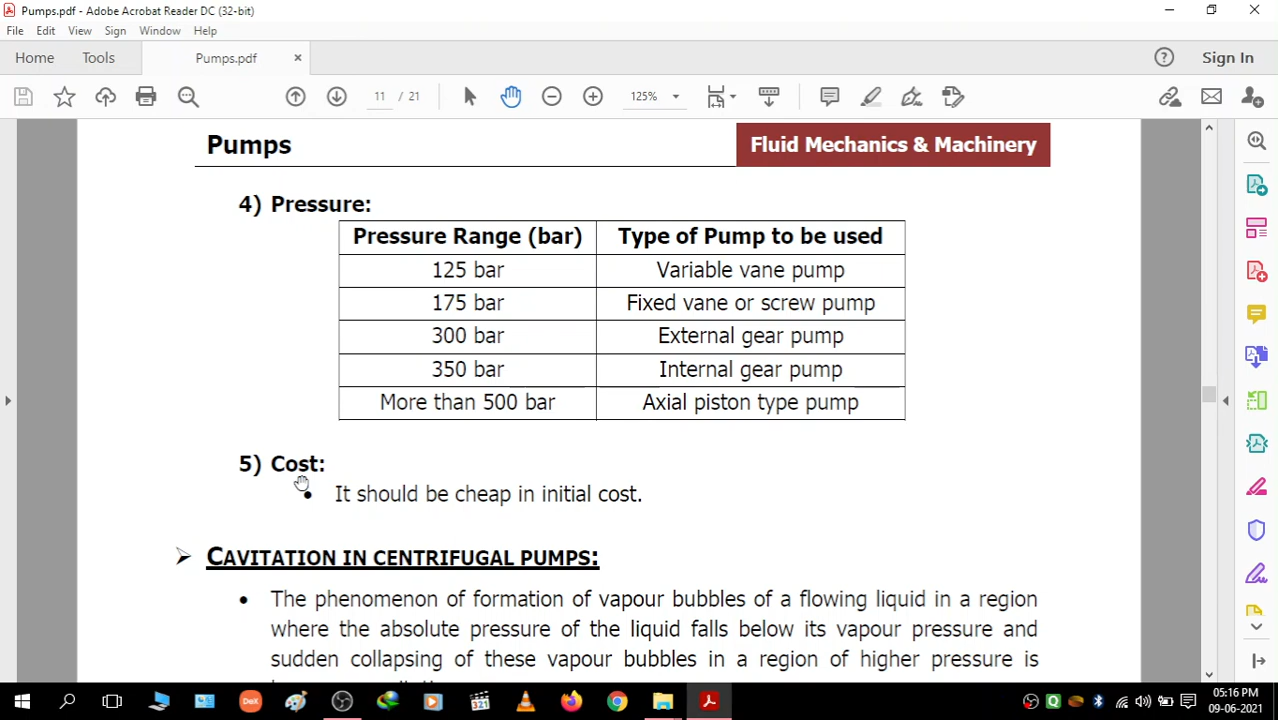 Pumps.pdf - Adobe Acrobat Reader DC (32-bit)
File Edit View Sign Window Help
Home Tools Pumps.pdf × Sign In
11 / 21 125%
Pumps Fluid Mechanics & Machinery
4) Pressure:
Pressure Range (bar) Type of Pump to be used
125 bar Variable vane pump
175 bar Fixed vane or screw pump
300 bar External gear pump
350 bar Internal gear pump
More than 500 bar Axial piston type pump
5) Cost:
• It should be cheap in initial cost.
➢ CAVITATION IN CENTRIFUGAL PUMPS:
• The phenomenon of formation of vapour bubbles of a flowing liquid in a region
where the absolute pressure of the liquid falls below its vapour pressure and
sudden collapsing of these vapour bubbles in a region of higher pressure is
05:16 PM
09-06-2021